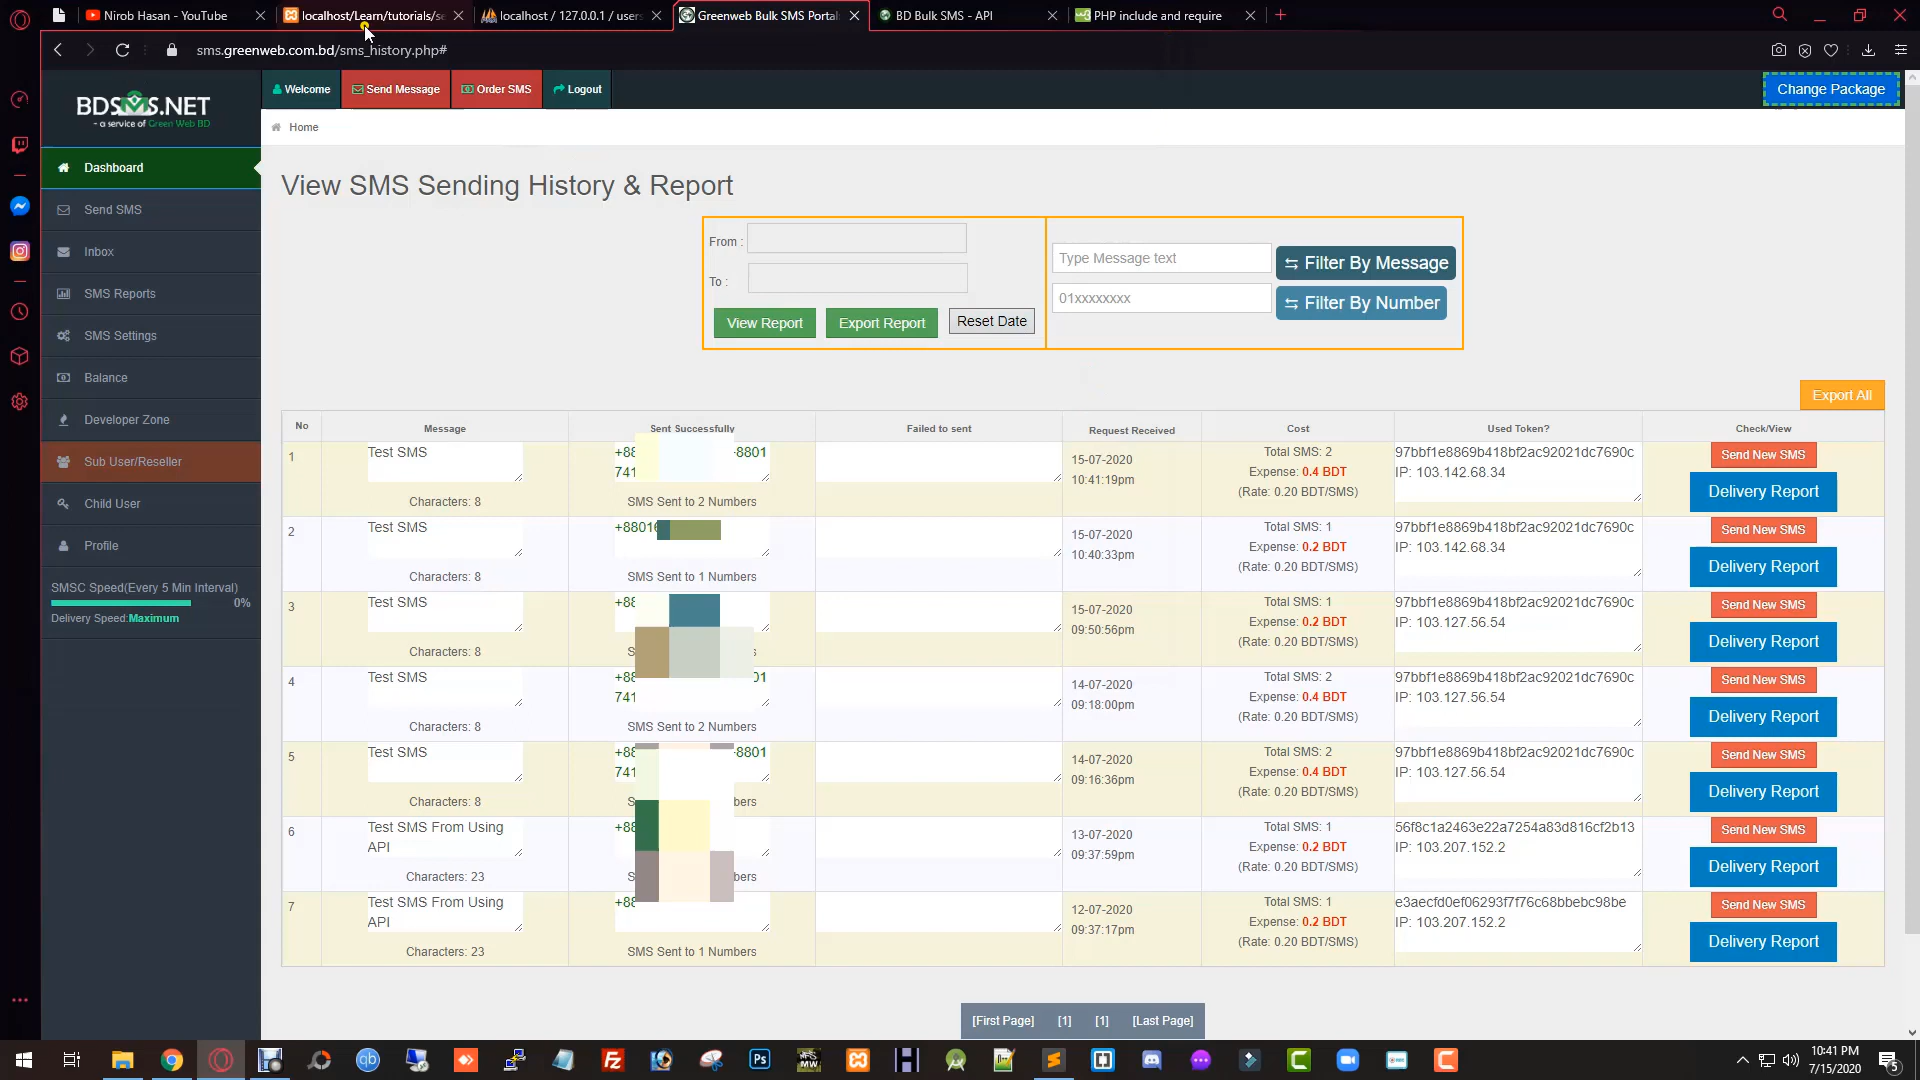 Nirob Hasan - YouTube
localhost/Learn/tutorials/se
localhost / 127.0.0.1 / users
Greenweb Bulk SMS Portal
BD Bulk SMS - API
PHP include and require
sms.greenweb.com.bd/sms_history.php#
BDSMS.NET
- a service of Green Web BD
Welcome
Send Message
Order SMS
Logout
Change Package
Home
Dashboard
Send SMS
Inbox
SMS Reports
SMS Settings
Balance
Developer Zone
Sub User/Reseller
Child User
Profile
SMSC Speed(Every 5 Min Interval)
0%
Delivery Speed:Maximum
View SMS Sending History & Report
From :
To :
View Report
Export Report
Reset Date
Type Message text
Filter By Message
01xxxxxxxx
Filter By Number
Export All
No Message Sent Successfully Failed to sent Request Received Cost Used Token? Check/View
1
Test SMS
Characters: 8
+88 -8801
741
SMS Sent to 2 Numbers
15-07-2020
10:41:19pm
Total SMS: 2
Expense: 0.4 BDT
(Rate: 0.20 BDT/SMS)
97bbf1e8869b418bf2ac92021dc7690c
IP: 103.142.68.34
Send New SMS
Delivery Report
2
Test SMS
Characters: 8
+8801
SMS Sent to 1 Numbers
15-07-2020
10:40:33pm
Total SMS: 1
Expense: 0.2 BDT
(Rate: 0.20 BDT/SMS)
97bbf1e8869b418bf2ac92021dc7690c
IP: 103.142.68.34
Send New SMS
Delivery Report
3
Test SMS
Characters: 8
+88
15-07-2020
09:50:56pm
Total SMS: 1
Expense: 0.2 BDT
(Rate: 0.20 BDT/SMS)
97bbf1e8869b418bf2ac92021dc7690c
IP: 103.127.56.54
Send New SMS
Delivery Report
4
Test SMS
Characters: 8
+88 01
741
SMS Sent to 2 Numbers
14-07-2020
09:18:00pm
Total SMS: 2
Expense: 0.4 BDT
(Rate: 0.20 BDT/SMS)
97bbf1e8869b418bf2ac92021dc7690c
IP: 103.127.56.54
Send New SMS
Delivery Report
5
Test SMS
Characters: 8
+88 -8801
741
14-07-2020
09:16:36pm
Total SMS: 2
Expense: 0.4 BDT
(Rate: 0.20 BDT/SMS)
97bbf1e8869b418bf2ac92021dc7690c
IP: 103.127.56.54
Send New SMS
Delivery Report
6
Test SMS From Using
API
Characters: 23
+88
13-07-2020
09:37:59pm
Total SMS: 1
Expense: 0.2 BDT
(Rate: 0.20 BDT/SMS)
56f8c1a2463e22a7254a83d816cf2b13
IP: 103.207.152.2
Send New SMS
Delivery Report
7
Test SMS From Using
API
Characters: 23
+88
SMS Sent to 1 Numbers
12-07-2020
09:37:17pm
Total SMS: 1
Expense: 0.2 BDT
(Rate: 0.20 BDT/SMS)
e3aecfd0ef06293f7f76c68bbebc98be
IP: 103.207.152.2
Send New SMS
Delivery Report
[First Page] [1] [1] [Last Page]
10:41 PM
7/15/2020